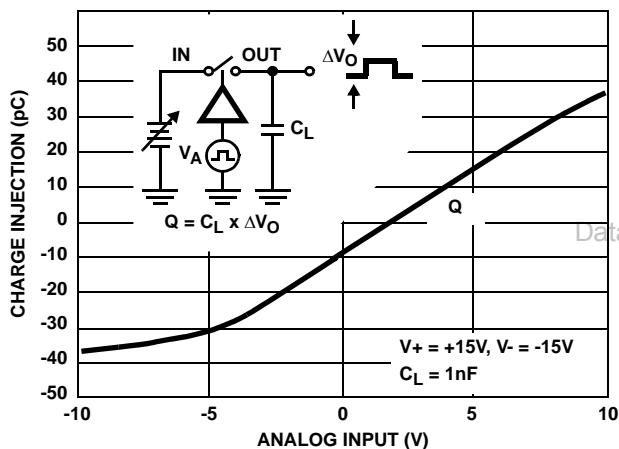 CHARGE INJECTION (pC)
50
40
30
20
10
0
-10
-20
-30
-40
-50
IN
OUT
ΔVO
CL
VA
Q = CL x ΔVO
Q
Data
V+ = +15V, V- = -15V
CL = 1nF
-10
-5
0
5
10
ANALOG INPUT (V)